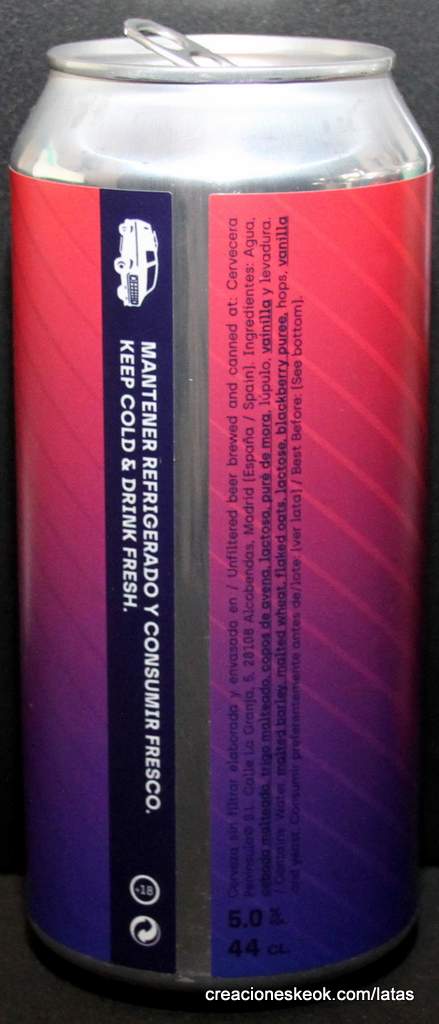 MANTENER REFRIGERADO Y CONSUMIR FRESCO.
KEEP COLD & DRINK FRESH.
+18
Cerveza sin filtrar elaborada y envasada en / Unfiltered beer brewed and canned at: Cervecera
Península S.L. Calle La Granja, 5, 28108 Alcobendas, Madrid [España / Spain]. Ingredientes: Agua,
cebada malteada, trigo malteado, copos de avena, lactosa, puré de mora, lúpulo, vainilla y levadura.
/ Contains: Water, malted barley, malted wheat, flaked oats, lactose, blackberry puree, hops, vanilla
and yeast. Consumir preferentemente antes de/lote: [ver lata] / Best Before: [See bottom].
5.0
44 CL.
creacioneskeok.com/latas